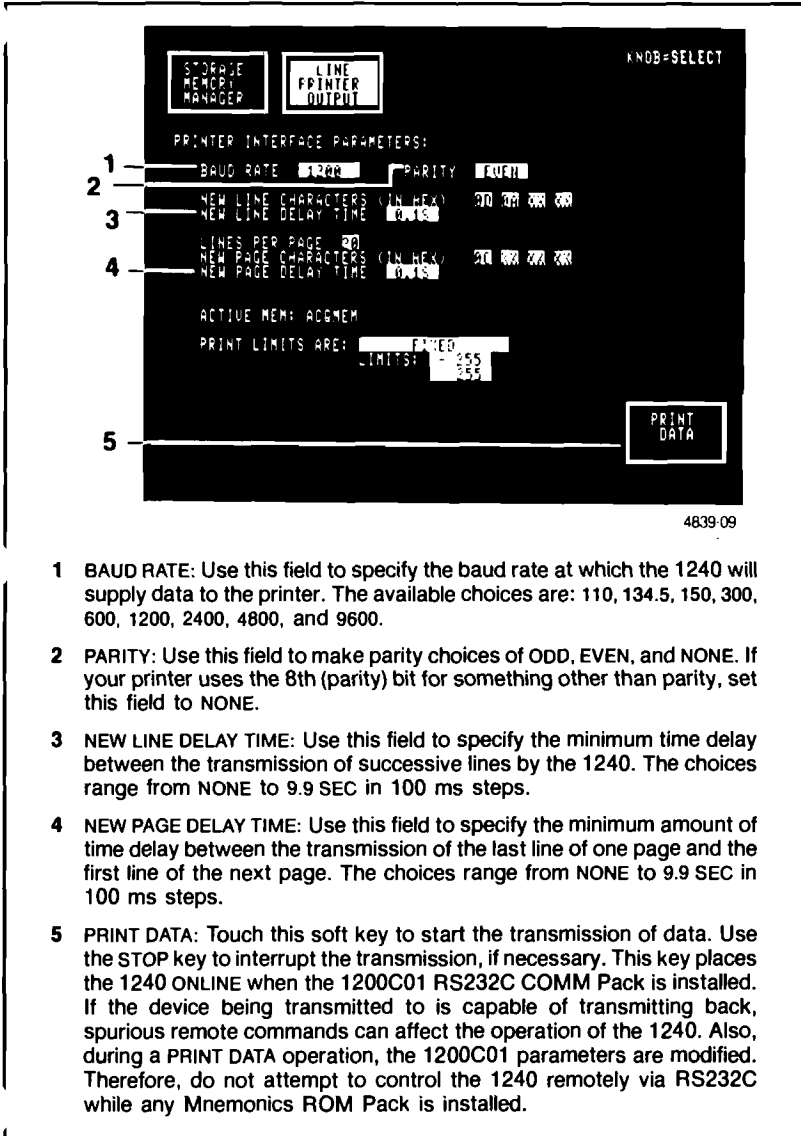 KNOB=SELECT
STORAGE
MEMORY
MANAGER
LINE
PRINTER
OUTPUT
PRINTER INTERFACE PARAMETERS:
1
BAUD RATE 1200 PARITY EVEN
2
NEW LINE CHARACTERS (IN HEX) 0D 0A XX XX
3
NEW LINE DELAY TIME 0.1S
LINES PER PAGE 20
NEW PAGE CHARACTERS (IN HEX) 0C XX XX XX
4
NEW PAGE DELAY TIME 0.1S
ACTIVE MEM: ACQMEM
PRINT LIMITS ARE: FIXED
LIMITS: - 255
255
5
PRINT
DATA
4839-09
1 BAUD RATE: Use this field to specify the baud rate at which the 1240 will
supply data to the printer. The available choices are: 110, 134.5, 150, 300,
600, 1200, 2400, 4800, and 9600.
2 PARITY: Use this field to make parity choices of ODD, EVEN, and NONE. If
your printer uses the 8th (parity) bit for something other than parity, set
this field to NONE.
3 NEW LINE DELAY TIME: Use this field to specify the minimum time delay
between the transmission of successive lines by the 1240. The choices
range from NONE to 9.9 SEC in 100 ms steps.
4 NEW PAGE DELAY TIME: Use this field to specify the minimum amount of
time delay between the transmission of the last line of one page and the
first line of the next page. The choices range from NONE to 9.9 SEC in
100 ms steps.
5 PRINT DATA: Touch this soft key to start the transmission of data. Use
the STOP key to interrupt the transmission, if necessary. This key places
the 1240 ONLINE when the 1200C01 RS232C COMM Pack is installed.
If the device being transmitted to is capable of transmitting back,
spurious remote commands can affect the operation of the 1240. Also,
during a PRINT DATA operation, the 1200C01 parameters are modified.
Therefore, do not attempt to control the 1240 remotely via RS232C
while any Mnemonics ROM Pack is installed.